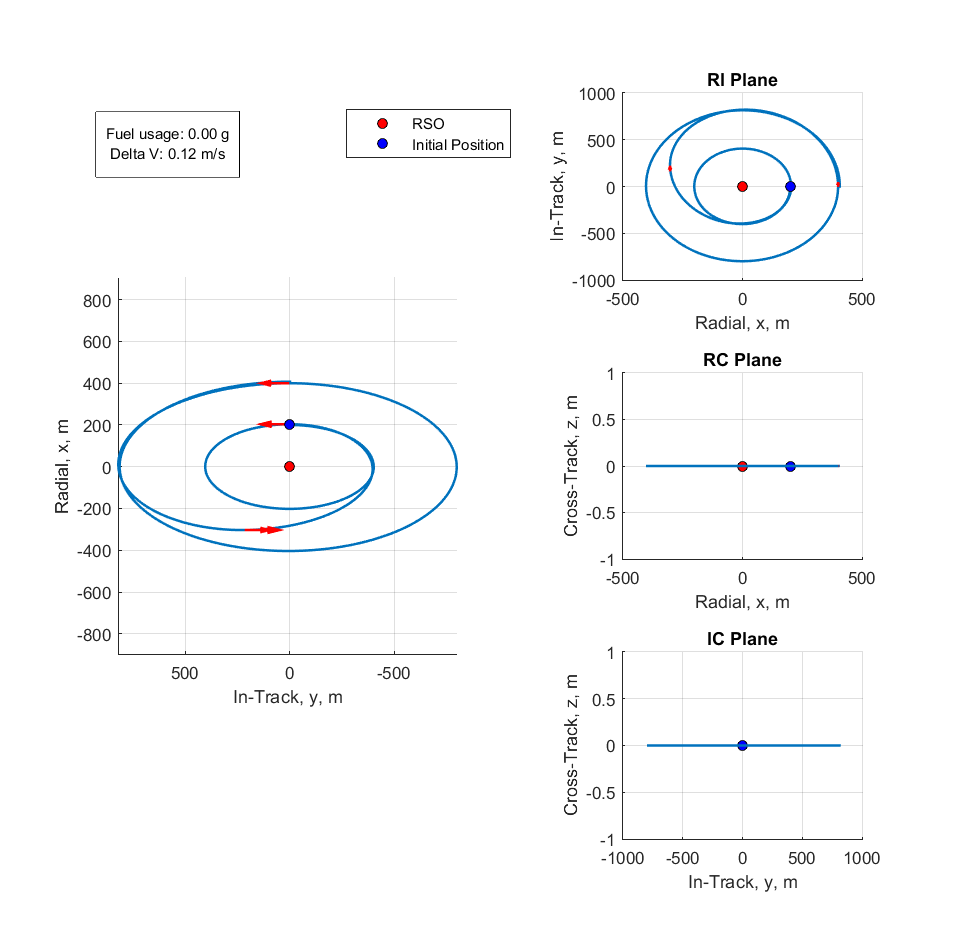 Fuel usage: 0.00 g
Delta V: 0.12 m/s
RSO
Initial Position
800
600
400
200
0
-200
-400
-600
-800
Radial, x, m
500
0
-500
In-Track, y, m
RI Plane
1000
500
0
-500
-1000
In-Track, y, m
-500
0
500
Radial, x, m
RC Plane
1
0.5
0
-0.5
-1
Cross-Track, z, m
-500
0
500
Radial, x, m
IC Plane
1
0.5
0
-0.5
-1
Cross-Track, z, m
-1000
-500
0
500
1000
In-Track, y, m